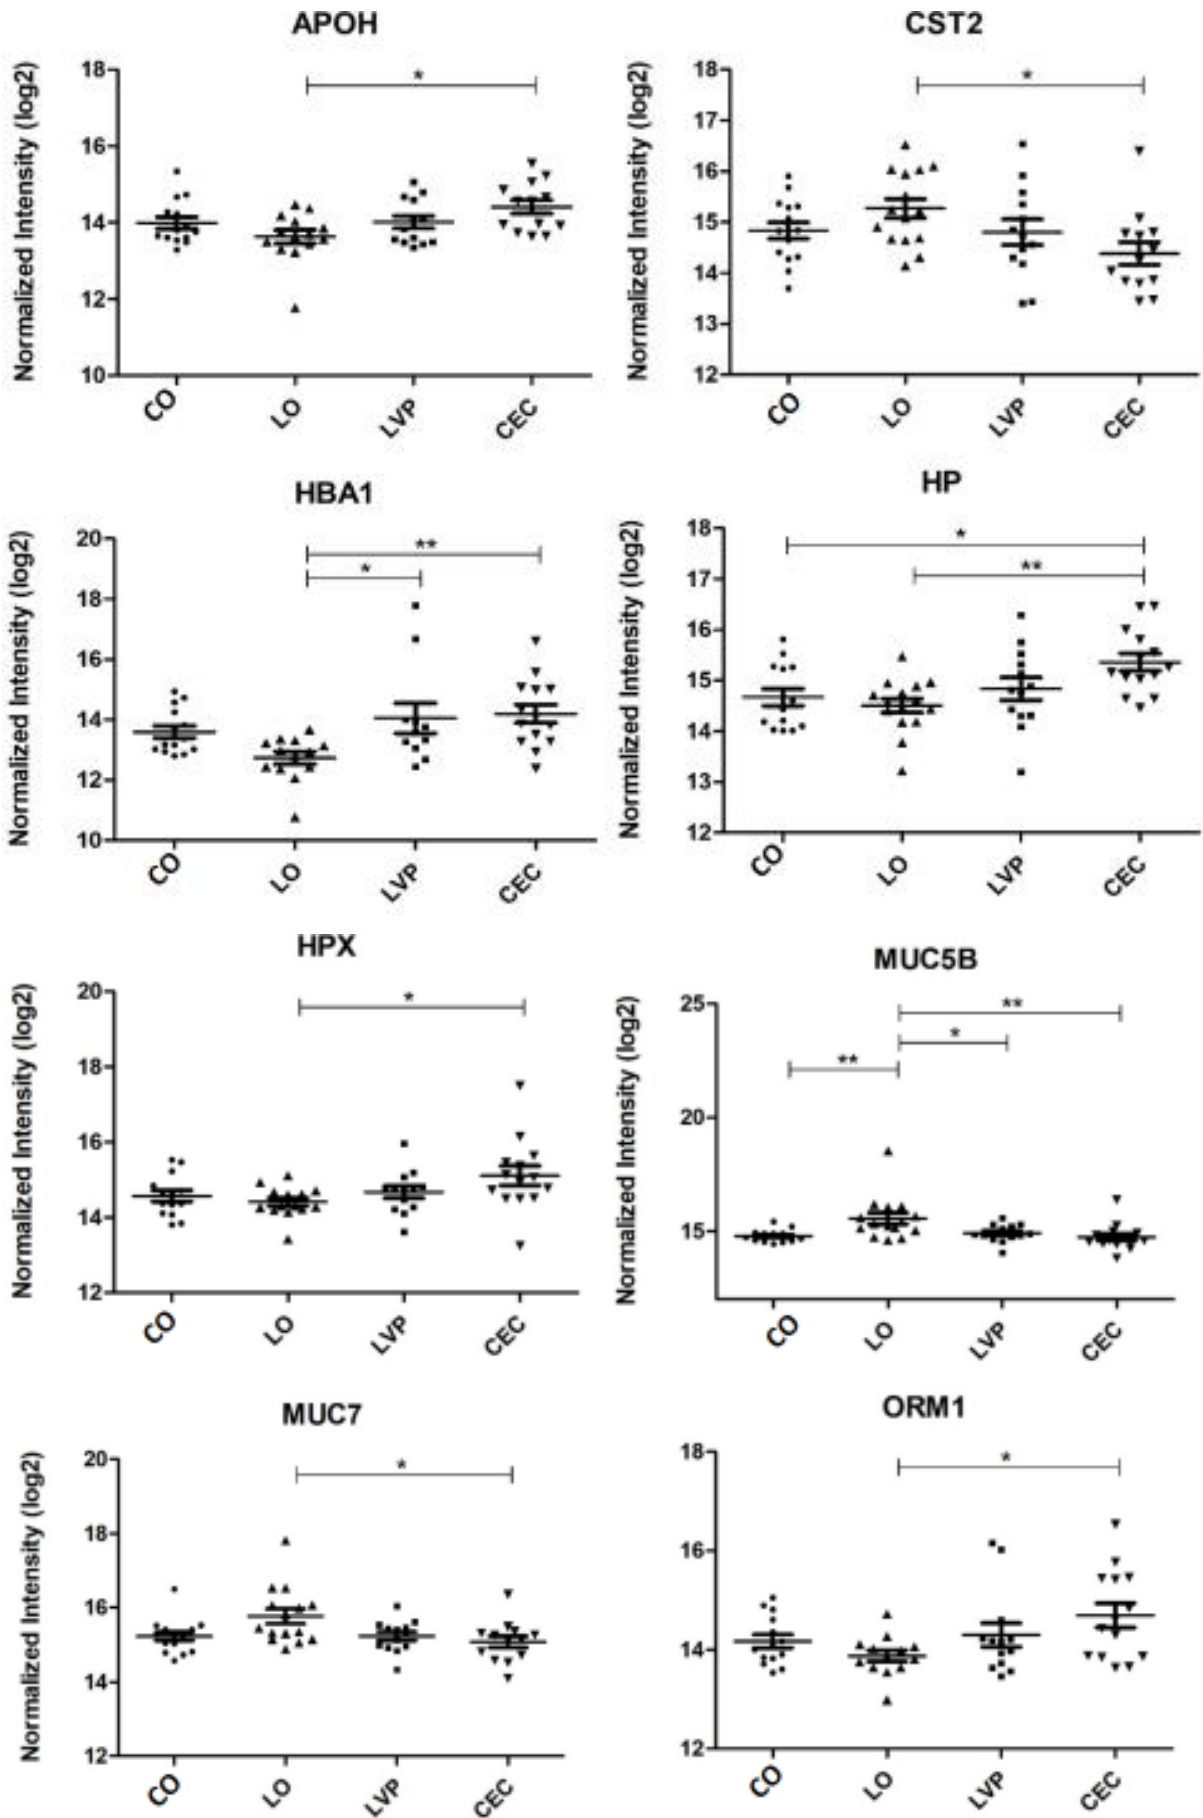 APOH
Normalized Intensity (log2)
18
16
14
12
10
*
CO
LO
LVP
CEC
CST2
Normalized Intensity (log2)
18
17
16
15
14
13
12
*
CO
LO
LVP
CEC
HBA1
Normalized Intensity (log2)
20
18
16
14
12
10
**
*
CO
LO
LVP
CEC
HP
Normalized Intensity (log2)
18
17
16
15
14
13
12
*
**
CO
LO
LVP
CEC
HPX
Normalized Intensity (log2)
20
18
16
14
12
*
CO
LO
LVP
CEC
MUC5B
Normalized Intensity (log2)
25
20
15
**
*
**
CO
LO
LVP
CEC
MUC7
Normalized Intensity (log2)
20
18
16
14
12
*
CO
LO
LVP
CEC
ORM1
Normalized Intensity (log2)
18
16
14
12
*
CO
LO
LVP
CEC